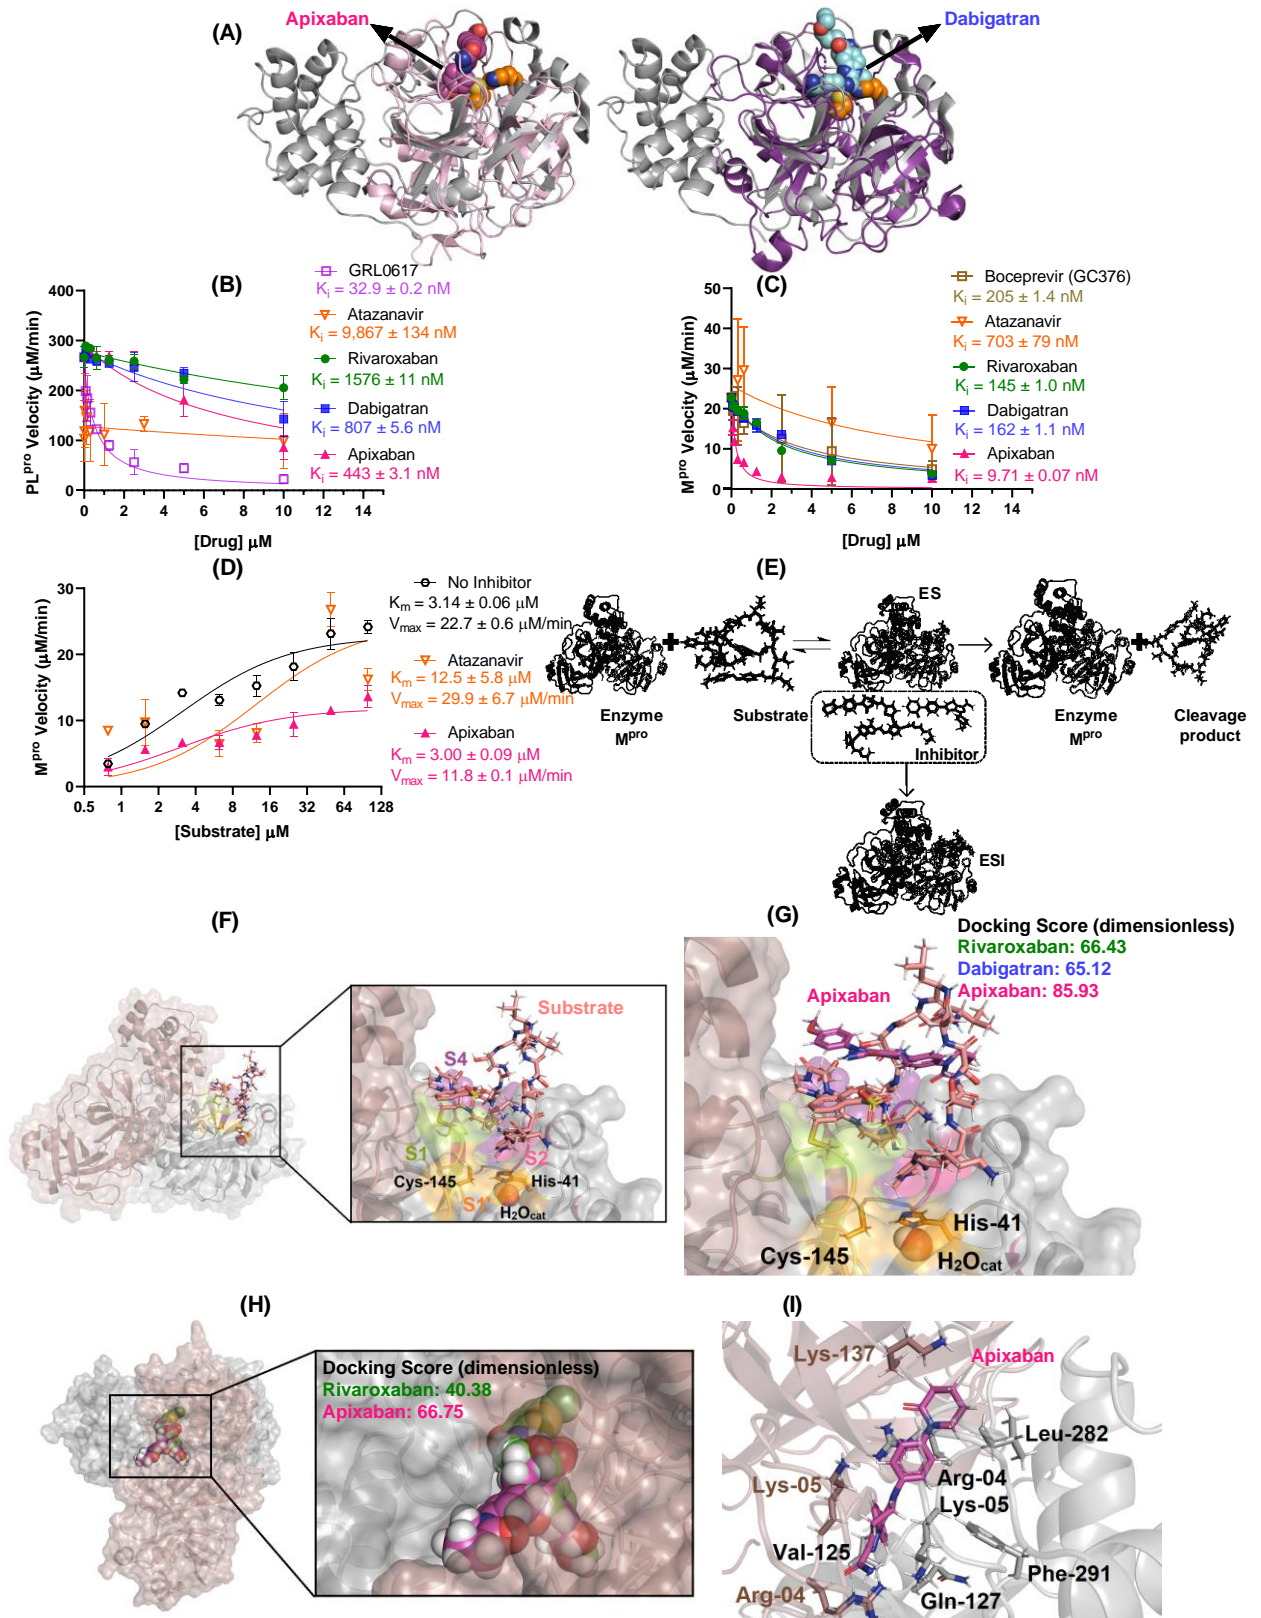 (A)
Apixaban
Dabigatran
(B)
400
300
200
100
0
PLpro Velocity (µM/min)
0 2 4 6 8 10 12 14
[Drug] µM
GRL0617
Ki = 32.9 ± 0.2 nM
Atazanavir
Ki = 9,867 ± 134 nM
Rivaroxaban
Ki = 1576 ± 11 nM
Dabigatran
Ki = 807 ± 5.6 nM
Apixaban
Ki = 443 ± 3.1 nM
(C)
50
40
30
20
10
0
Mpro Velocity (µM/min)
0 2 4 6 8 10 12 14
[Drug] µM
Boceprevir (GC376)
Ki = 205 ± 1.4 nM
Atazanavir
Ki = 703 ± 79 nM
Rivaroxaban
Ki = 145 ± 1.0 nM
Dabigatran
Ki = 162 ± 1.1 nM
Apixaban
Ki = 9.71 ± 0.07 nM
(D)
30
20
10
0
Mpro Velocity (µM/min)
0.5 1 2 4 8 16 32 64 128
[Substrate] µM
No Inhibitor
Km = 3.14 ± 0.06 µM
Vmax = 22.7 ± 0.6 µM/min
Atazanavir
Km = 12.5 ± 5.8 µM
Vmax = 29.9 ± 6.7 µM/min
Apixaban
Km = 3.00 ± 0.09 µM
Vmax = 11.8 ± 0.1 µM/min
(E)
ES
Enzyme
Mpro
Substrate
Inhibitor
Enzyme
Mpro
Cleavage
product
ESI
(F)
Substrate
S4
S1
S2
Cys-145
His-41
S1'
H2Ocat
(G)
Docking Score (dimensionless)
Rivaroxaban: 66.43
Dabigatran: 65.12
Apixaban: 85.93
Apixaban
His-41
Cys-145
H2Ocat
(H)
Docking Score (dimensionless)
Rivaroxaban: 40.38
Apixaban: 66.75
(I)
Lys-137
Apixaban
Leu-282
Arg-04
Lys-05
Lys-05
Val-125
Phe-291
Arg-04
Gln-127